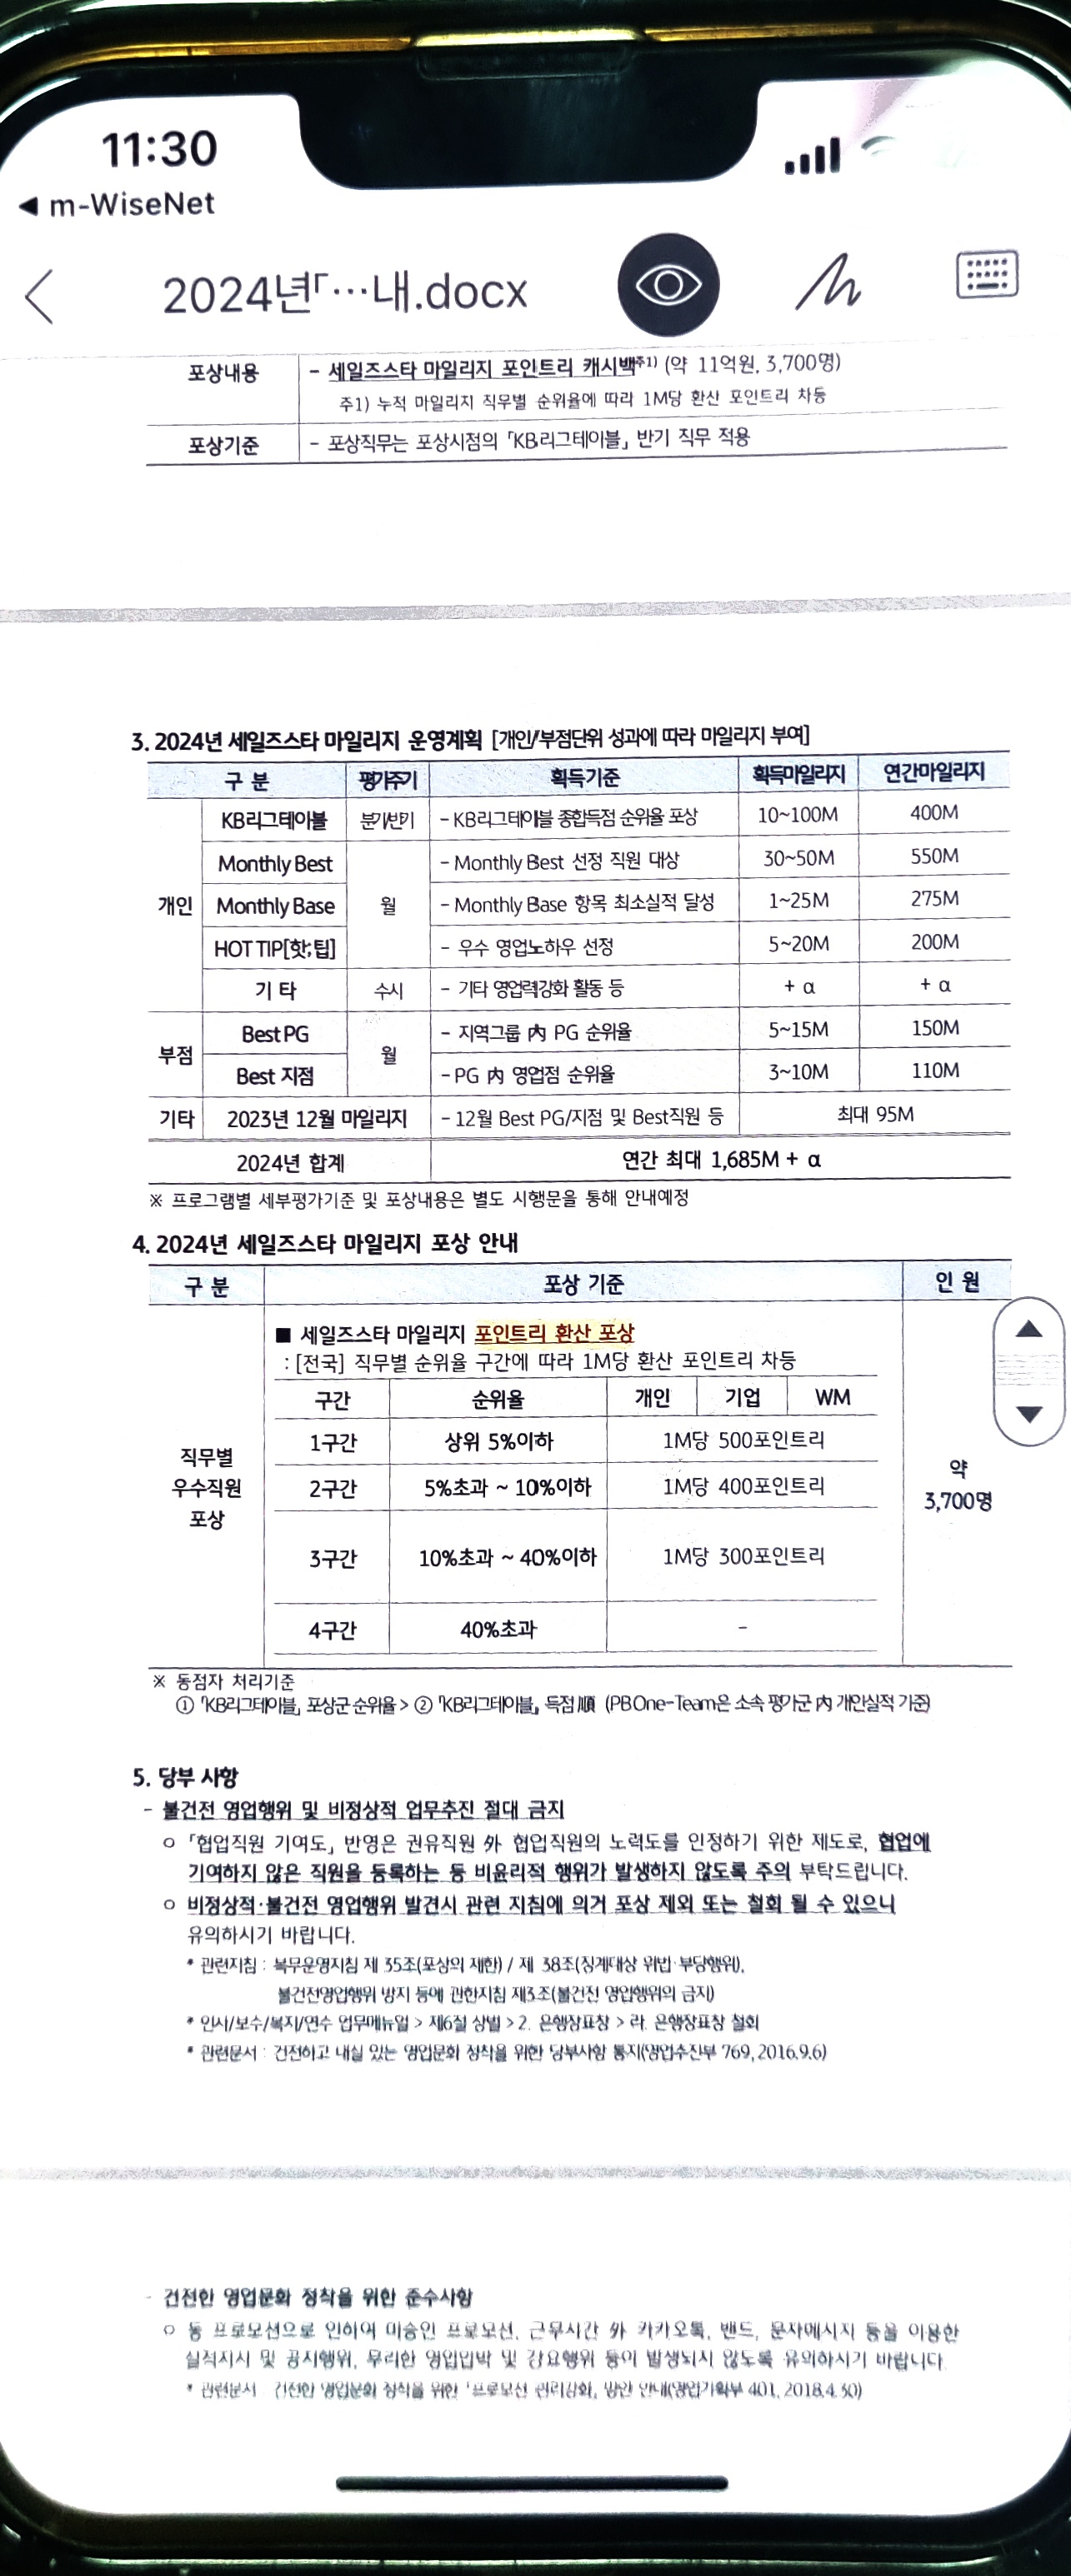 11:30
◀ m-WiseNet
2024년「…내.docx
포상내용 - 세일즈스타 마일리지 포인트리 캐시백주1) (약 11억원, 3,700명)
주1) 누적 마일리지 직무별 순위율에 따라 1M당 환산 포인트리 차등
포상기준 - 포상직무는 포상시점의 「KB리그테이블」 반기 직무 적용
3. 2024년 세일즈스타 마일리지 운영계획 [개인/부점단위 성과에 따라 마일리지 부여]
구 분 평가주기 획득기준 획득마일리지 연간마일리지
개인 KB리그테이블 분기/반기 - KB리그테이블 종합득점 순위율 포상 10~100M 400M
Monthly Best 월 - Monthly Best 선정 직원 대상 30~50M 550M
Monthly Base - Monthly Base 항목 최소실적 달성 1~25M 275M
HOT TIP[핫;팁] - 우수 영업노하우 선정 5~20M 200M
기 타 수시 - 기타 영업력강화 활동 등 + α + α
부점 Best PG 월 - 지역그룹 內 PG 순위율 5~15M 150M
Best 지점 - PG 內 영업점 순위율 3~10M 110M
기타 2023년 12월 마일리지 - 12월 Best PG/지점 및 Best직원 등 최대 95M
2024년 합계 연간 최대 1,685M + α
※ 프로그램별 세부평가기준 및 포상내용은 별도 시행문을 통해 안내예정
4. 2024년 세일즈스타 마일리지 포상 안내
구 분 포상 기준 인 원
직무별 우수직원 포상
■ 세일즈스타 마일리지 포인트리 환산 포상
: [전국] 직무별 순위율 구간에 따라 1M당 환산 포인트리 차등
구간 순위율 개인 기업 WM
1구간 상위 5%이하 1M당 500포인트리
2구간 5%초과 ~ 10%이하 1M당 400포인트리
3구간 10%초과 ~ 40%이하 1M당 300포인트리
4구간 40%초과 -
약 3,700명
※ 동점자 처리기준
① 「KB리그테이블」 포상군 순위율 > ② 「KB리그테이블」 득점順 (PB One-Team은 소속 평가군 內 개인실적 기준)
5. 당부 사항
- 불건전 영업행위 및 비정상적 업무추진 절대 금지
○ 「협업직원 기여도」 반영은 권유직원 外 협업직원의 노력도를 인정하기 위한 제도로, 협업에
기여하지 않은 직원을 등록하는 등 비윤리적 행위가 발생하지 않도록 주의 부탁드립니다.
○ 비정상적·불건전 영업행위 발견시 관련 지침에 의거 포상 제외 또는 철회 될 수 있으니
유의하시기 바랍니다.
* 관련지침 : 복무운영지침 제 35조(포상의 제한) / 제 38조(징계대상 위법·부당행위),
불건전영업행위 방지 등에 관한지침 제3조(불건전 영업행위의 금지)
* 인사/보수/복지/연수 업무메뉴얼 > 제6절 상벌 > 2. 은행장표창 > 라. 은행장표창 철회
* 관련문서 : 건전하고 내실 있는 영업문화 정착을 위한 당부사항 통지(영업추진부 769, 2016.9.6)
- 건전한 영업문화 정착을 위한 준수사항
○ 동 프로모션으로 인하여 미승인 프로모션, 근무시간 外 카카오톡, 밴드, 문자메시지 등을 이용한
실적지시 및 공지행위, 무리한 영업압박 및 강요행위 등이 발생되지 않도록 유의하시기 바랍니다.
* 관련문서 : 건전한 영업문화 정착을 위한 「프로모션 관리강화」 방안 안내(영업기획부 401, 2018.4.30)